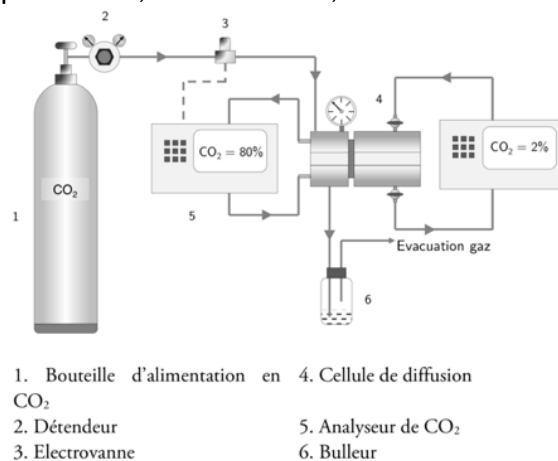 2
3
1
CO₂
CO₂ = 80%
5
4
CO₂ = 2%
Evacuation gaz
6
1. Bouteille d'alimentation en CO₂
2. Détendeur
3. Electrovanne
4. Cellule de diffusion
5. Analyseur de CO₂
6. Bulleur